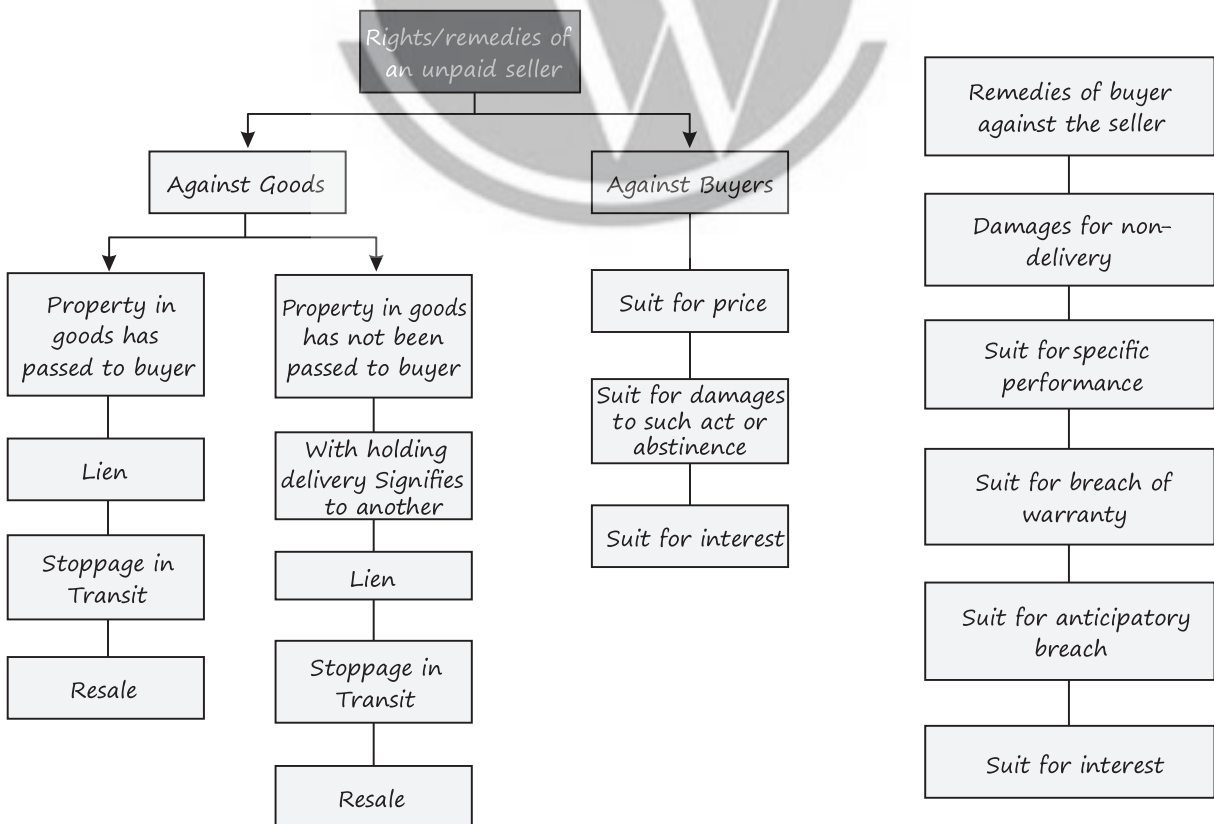 Rights/remedies of
an unpaid seller
Against Goods
Property in
goods has
passed to buyer
Lien
Stoppage in
Transit
Resale
Property in goods
has not been
passed to buyer
With holding
delivery Signifies
to another
Lien
Stoppage in
Transit
Resale
Against Buyers
Suit for price
Suit for damages
to such act or
abstinence
Suit for interest
Remedies of buyer
against the seller
Damages for non-
delivery
Suit for specific
performance
Suit for breach of
warranty
Suit for anticipatory
breach
Suit for interest